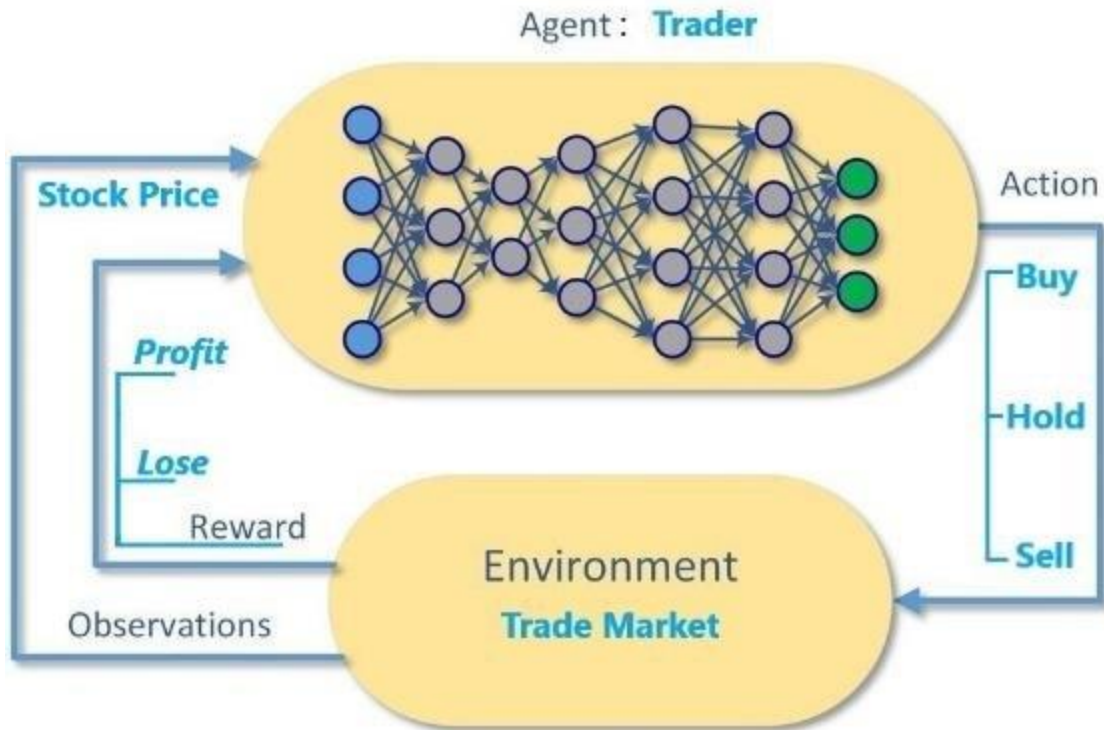 Agent : Trader
Stock Price
Action
Buy
Profit
Hold
Lose
Reward
Sell
Environment
Trade Market
Observations